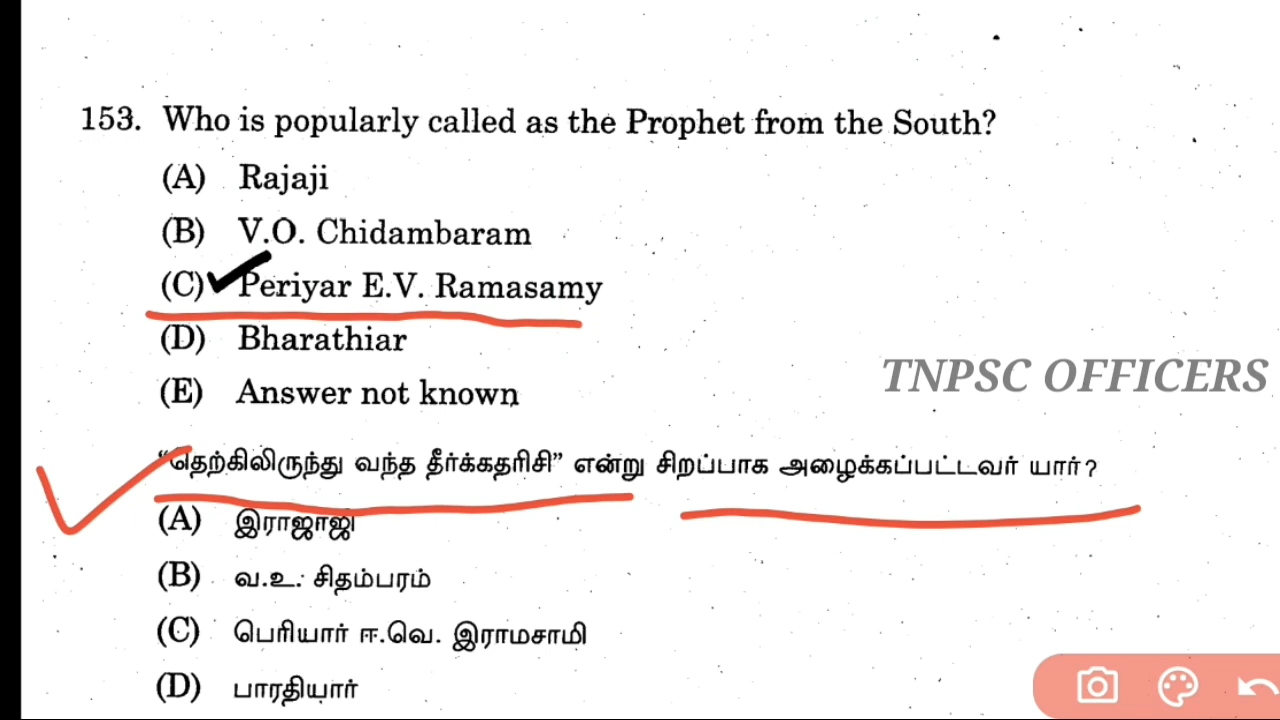 153. Who is popularly called as the Prophet from the South?
(A) Rajaji
(B) V.O. Chidambaram
(C) Periyar E.V. Ramasamy
(D) Bharathiar
TNPSC OFFICERS
(E) Answer not known
“தெற்கிலிருந்து வந்த தீர்க்கதரிசி” என்று சிறப்பாக அழைக்கப்பட்டவர் யார்?
(A) இராஜாஜி
(B) வ.உ. சிதம்பரம்
(C) பெரியார் ஈ.வெ. இராமசாமி
(D) பாரதியார்